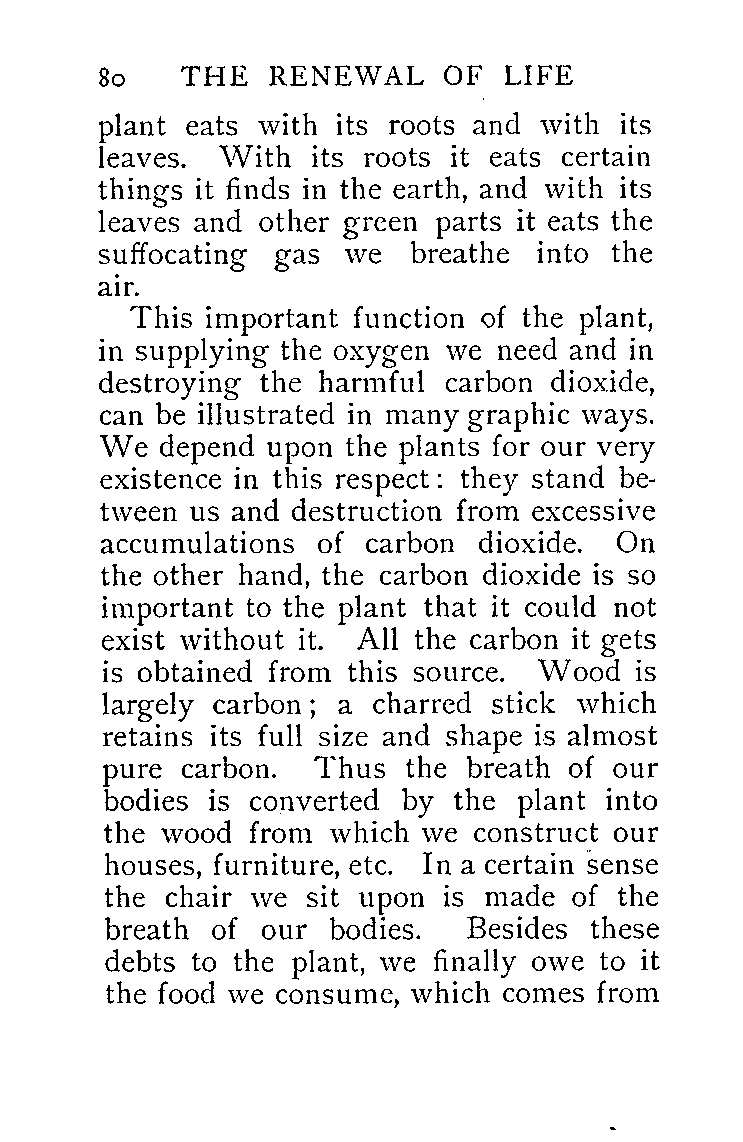 80 THE RENEWAL OF LIFE
plant eats with its roots and with its
leaves. With its roots it eats certain
things it finds in the earth, and with its
leaves and other green parts it eats the
suffocating gas we breathe into the
air.
This important function of the plant,
in supplying the oxygen we need and in
destroying the harmful carbon dioxide,
can be illustrated in many graphic ways.
We depend upon the plants for our very
existence in this respect: they stand be-
tween us and destruction from excessive
accumulations of carbon dioxide. On
the other hand, the carbon dioxide is so
important to the plant that it could not
exist without it. All the carbon it gets
is obtained from this source. Wood is
largely carbon; a charred stick which
retains its full size and shape is almost
pure carbon. Thus the breath of our
bodies is converted by the plant into
the wood from which we construct our
houses, furniture, etc. In a certain sense
the chair we sit upon is made of the
breath of our bodies. Besides these
debts to the plant, we finally owe to it
the food we consume, which comes from